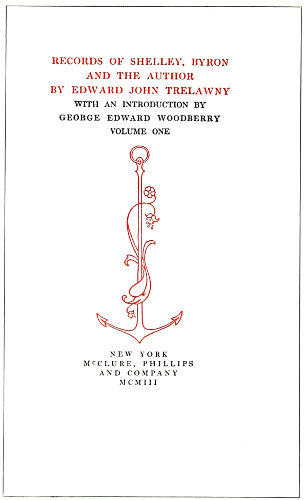 RECORDS OF SHELLEY, BYRON
AND THE AUTHOR
BY EDWARD JOHN TRELAWNY
WITH AN INTRODUCTION BY
GEORGE EDWARD WOODBERRY
VOLUME ONE
NEW YORK
McCLURE, PHILLIPS
AND COMPANY
MCMIII